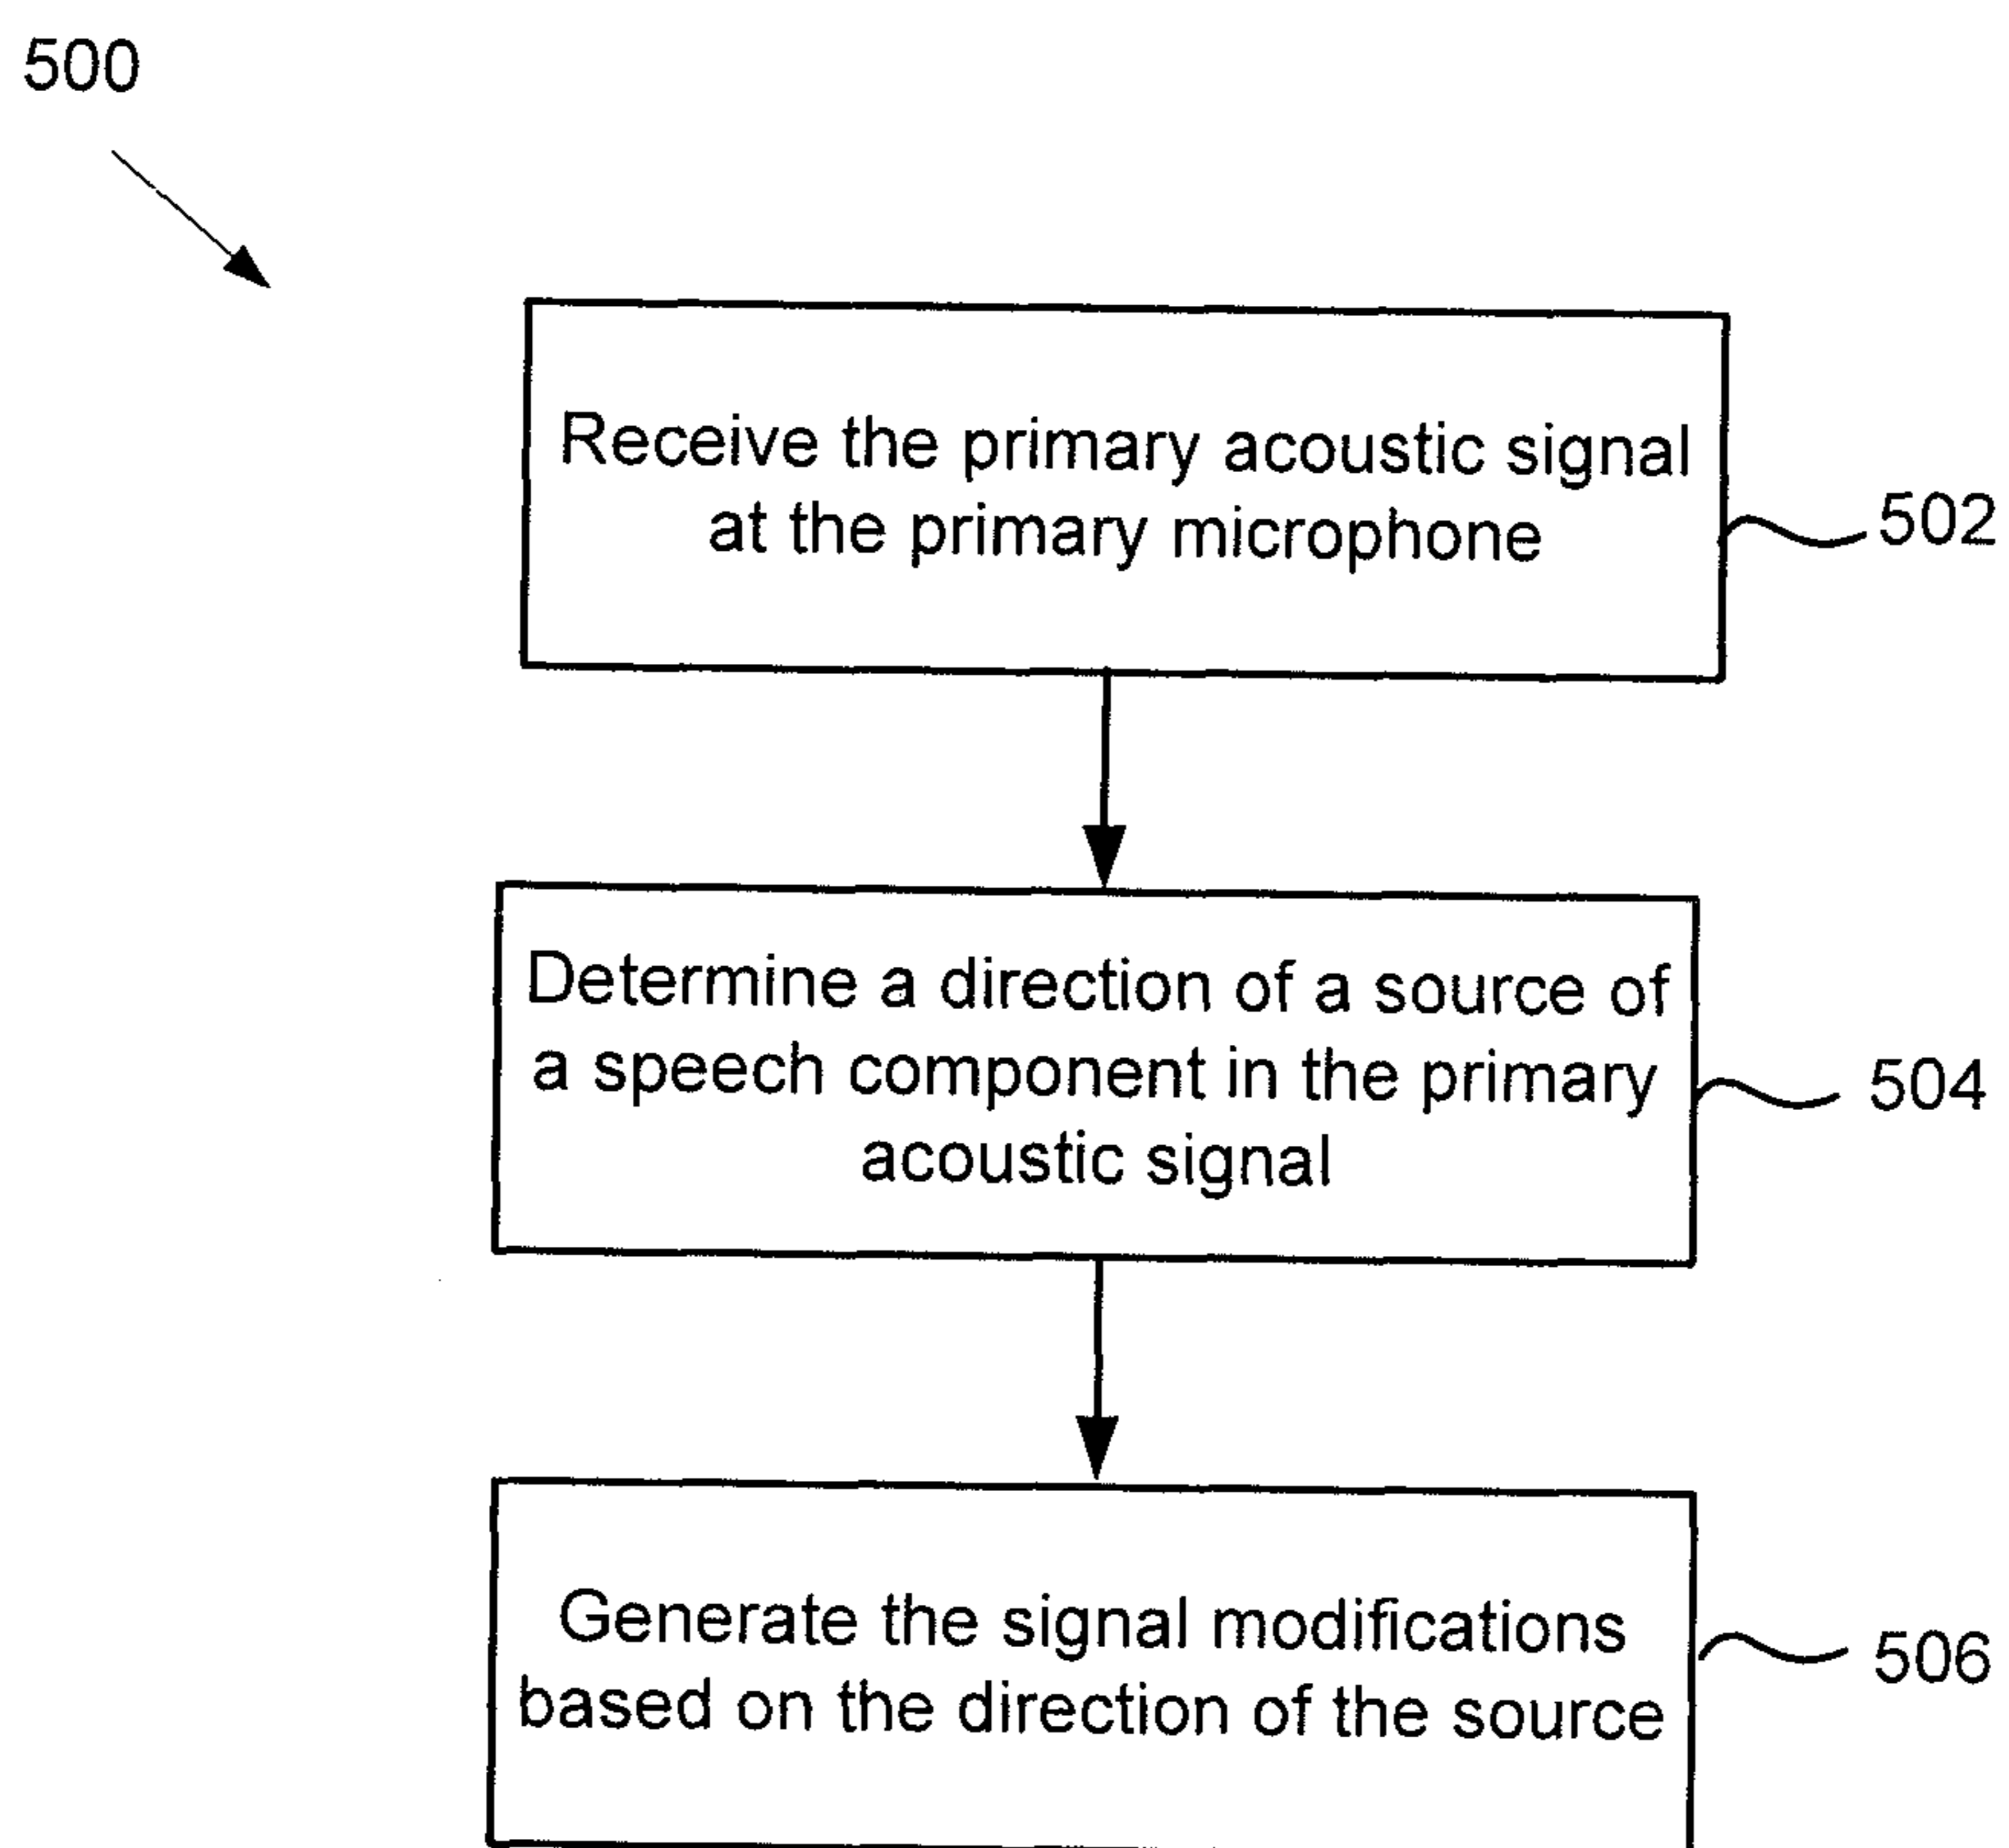 500
Receive the primary acoustic signal
at the primary microphone
502
Determine a direction of a source of
a speech component in the primary
acoustic signal
504
Generate the signal modifications
based on the direction of the source
506